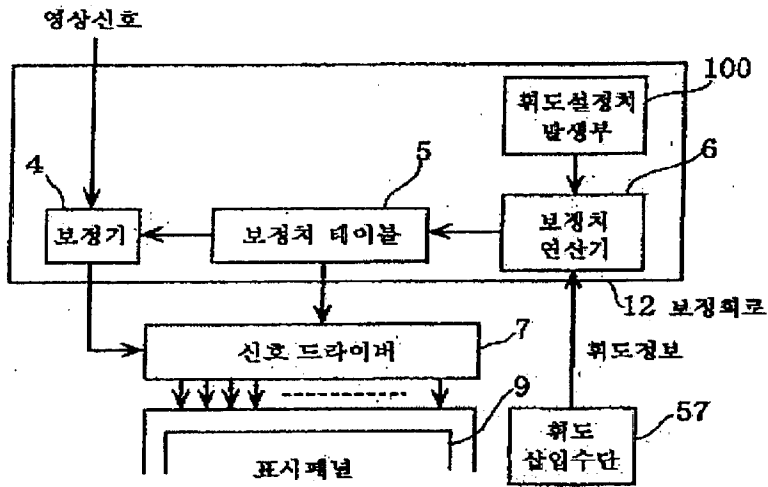 영상신호
100
휘도설정치
발생부
4
5
6
보정기
보정치 테이블
보정치
연산기
12 보정회로
신호 드라이버
7
휘도정보
9
표시패널
휘도
삽입수단
57